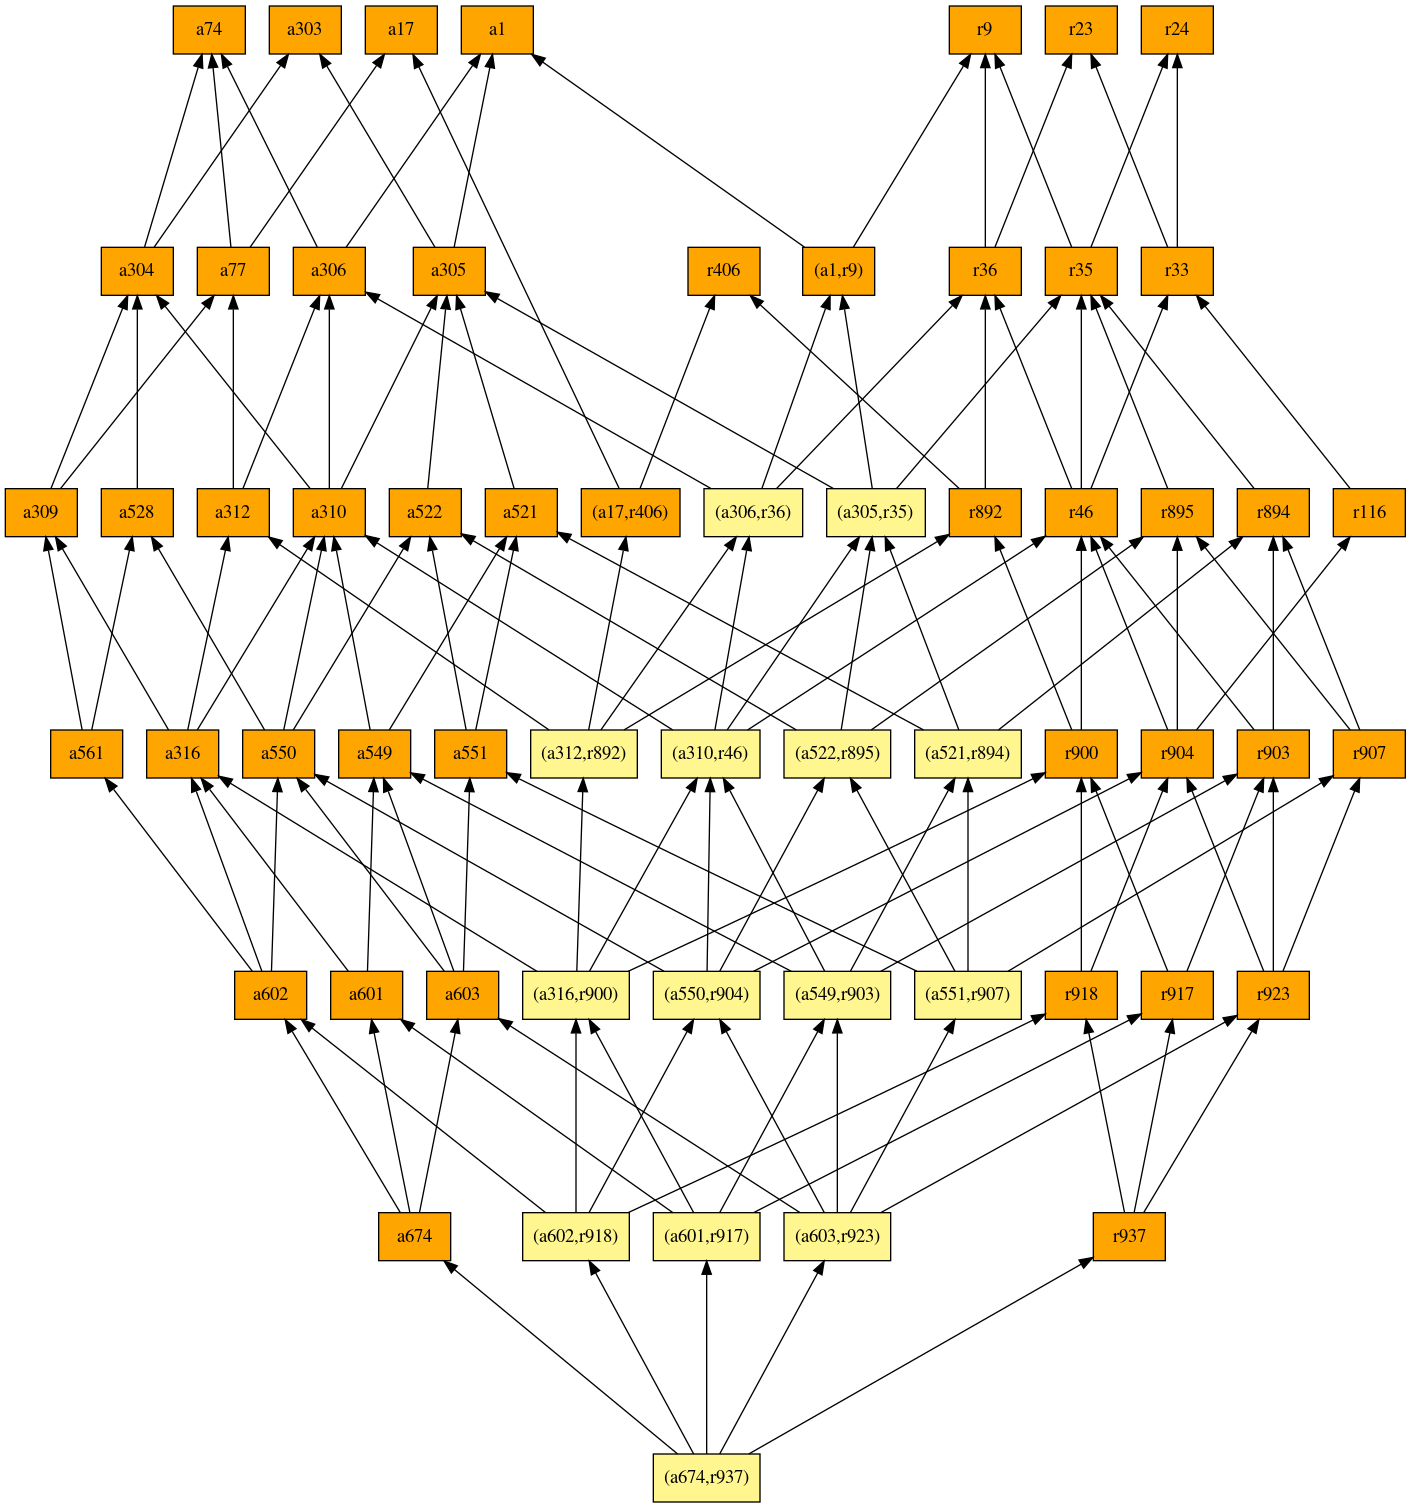 a74 a303 a17 a1 r9 r23 r24
a304 a77 a306 a305 r406 (a1,r9) r36 r35 r33
a309 a528 a312 a310 a522 a521 (a17,r406) (a306,r36) (a305,r35) r892 r46 r895 r894 r116
a561 a316 a550 a549 a551 (a312,r892) (a310,r46) (a522,r895) (a521,r894) r900 r904 r903 r907
a602 a601 a603 (a316,r900) (a550,r904) (a549,r903) (a551,r907) r918 r917 r923
a674 (a602,r918) (a601,r917) (a603,r923) r937
(a674,r937)